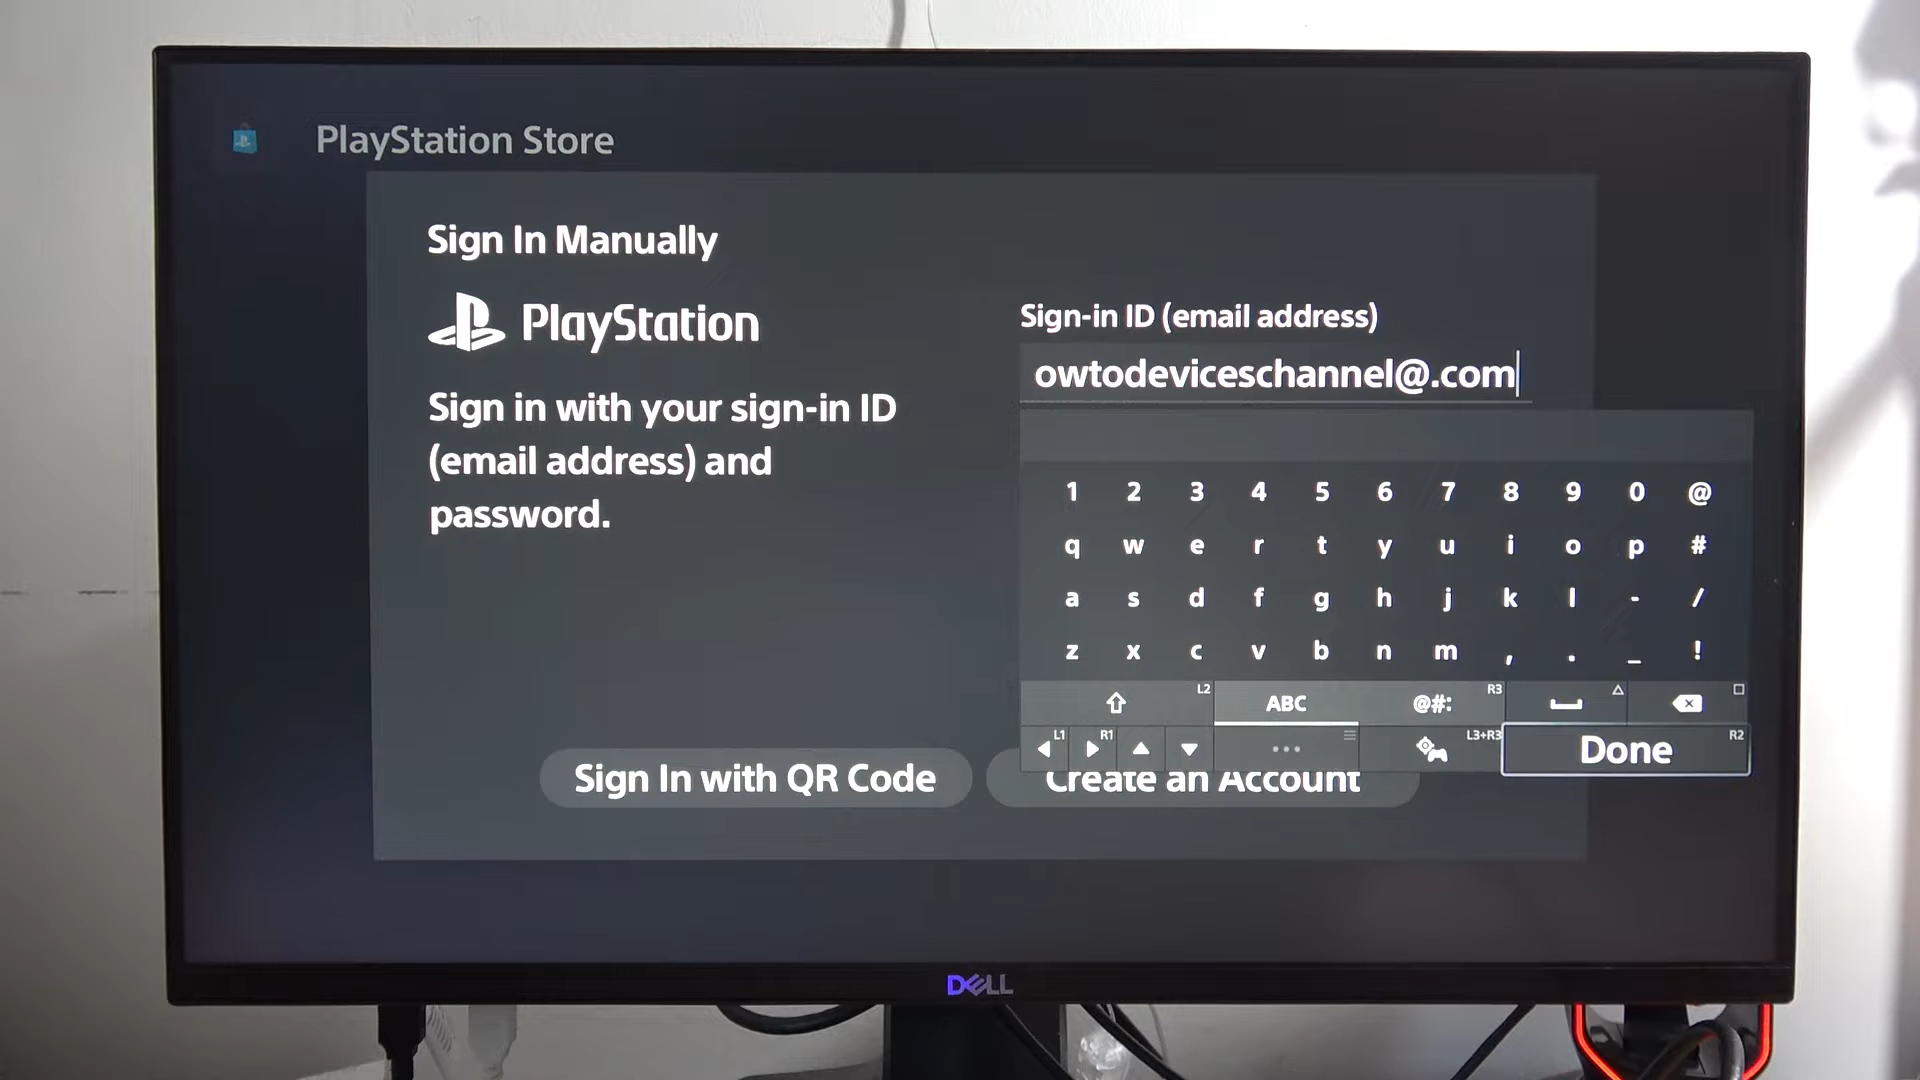 PlayStation Store
Sign In Manually
PlayStation
Sign in with your sign-in ID
(email address) and
password.
Sign-in ID (email address)
owtodeviceschannel@.com
1 2 3 4 5 6 7 8 9 0 @
q w e r t y u i o p #
a s d f g h j k l - /
z x c v b n m , . _ !
L2 ABC @#: R3
L1 R1 ... L3+R3 Done R2
Sign In with QR Code
Create an Account
DELL